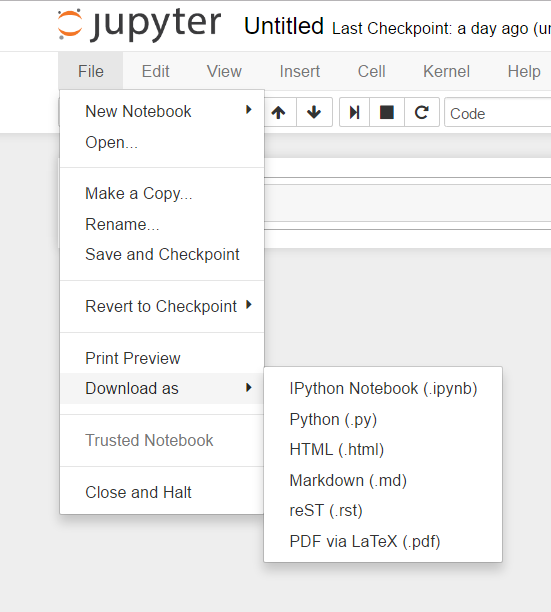 jupyter Untitled Last Checkpoint: a day ago (un
File Edit View Insert Cell Kernel Help
New Notebook
Code
Open...
Make a Copy...
Rename...
Save and Checkpoint
Revert to Checkpoint
Print Preview
Download as
IPython Notebook (.ipynb)
Python (.py)
HTML (.html)
Markdown (.md)
reST (.rst)
PDF via LaTeX (.pdf)
Trusted Notebook
Close and Halt